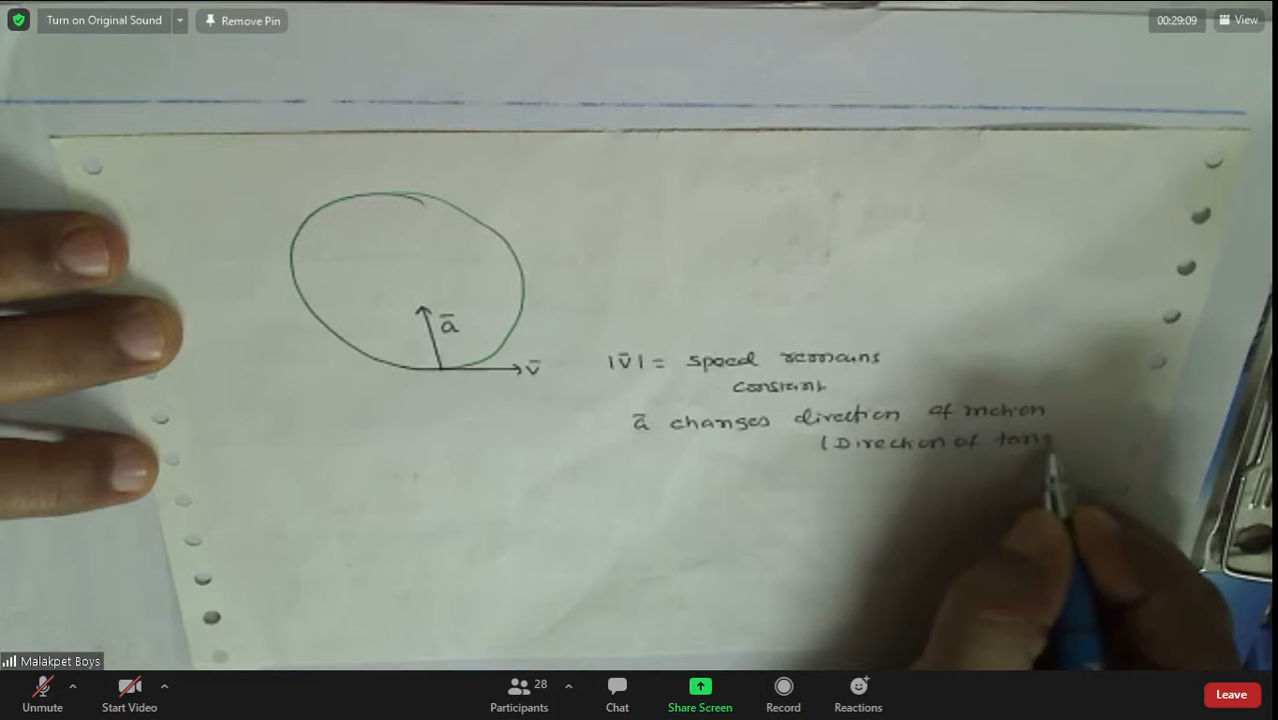 Turn on Original Sound
Remove Pin
00:29:09
View
ā
v̄
|v̄| = speed remains
constant
ā changes direction of motion
(Direction of tang
Malakpet Boys
Unmute
Start Video
28
Participants
Chat
Share Screen
Record
Reactions
Leave